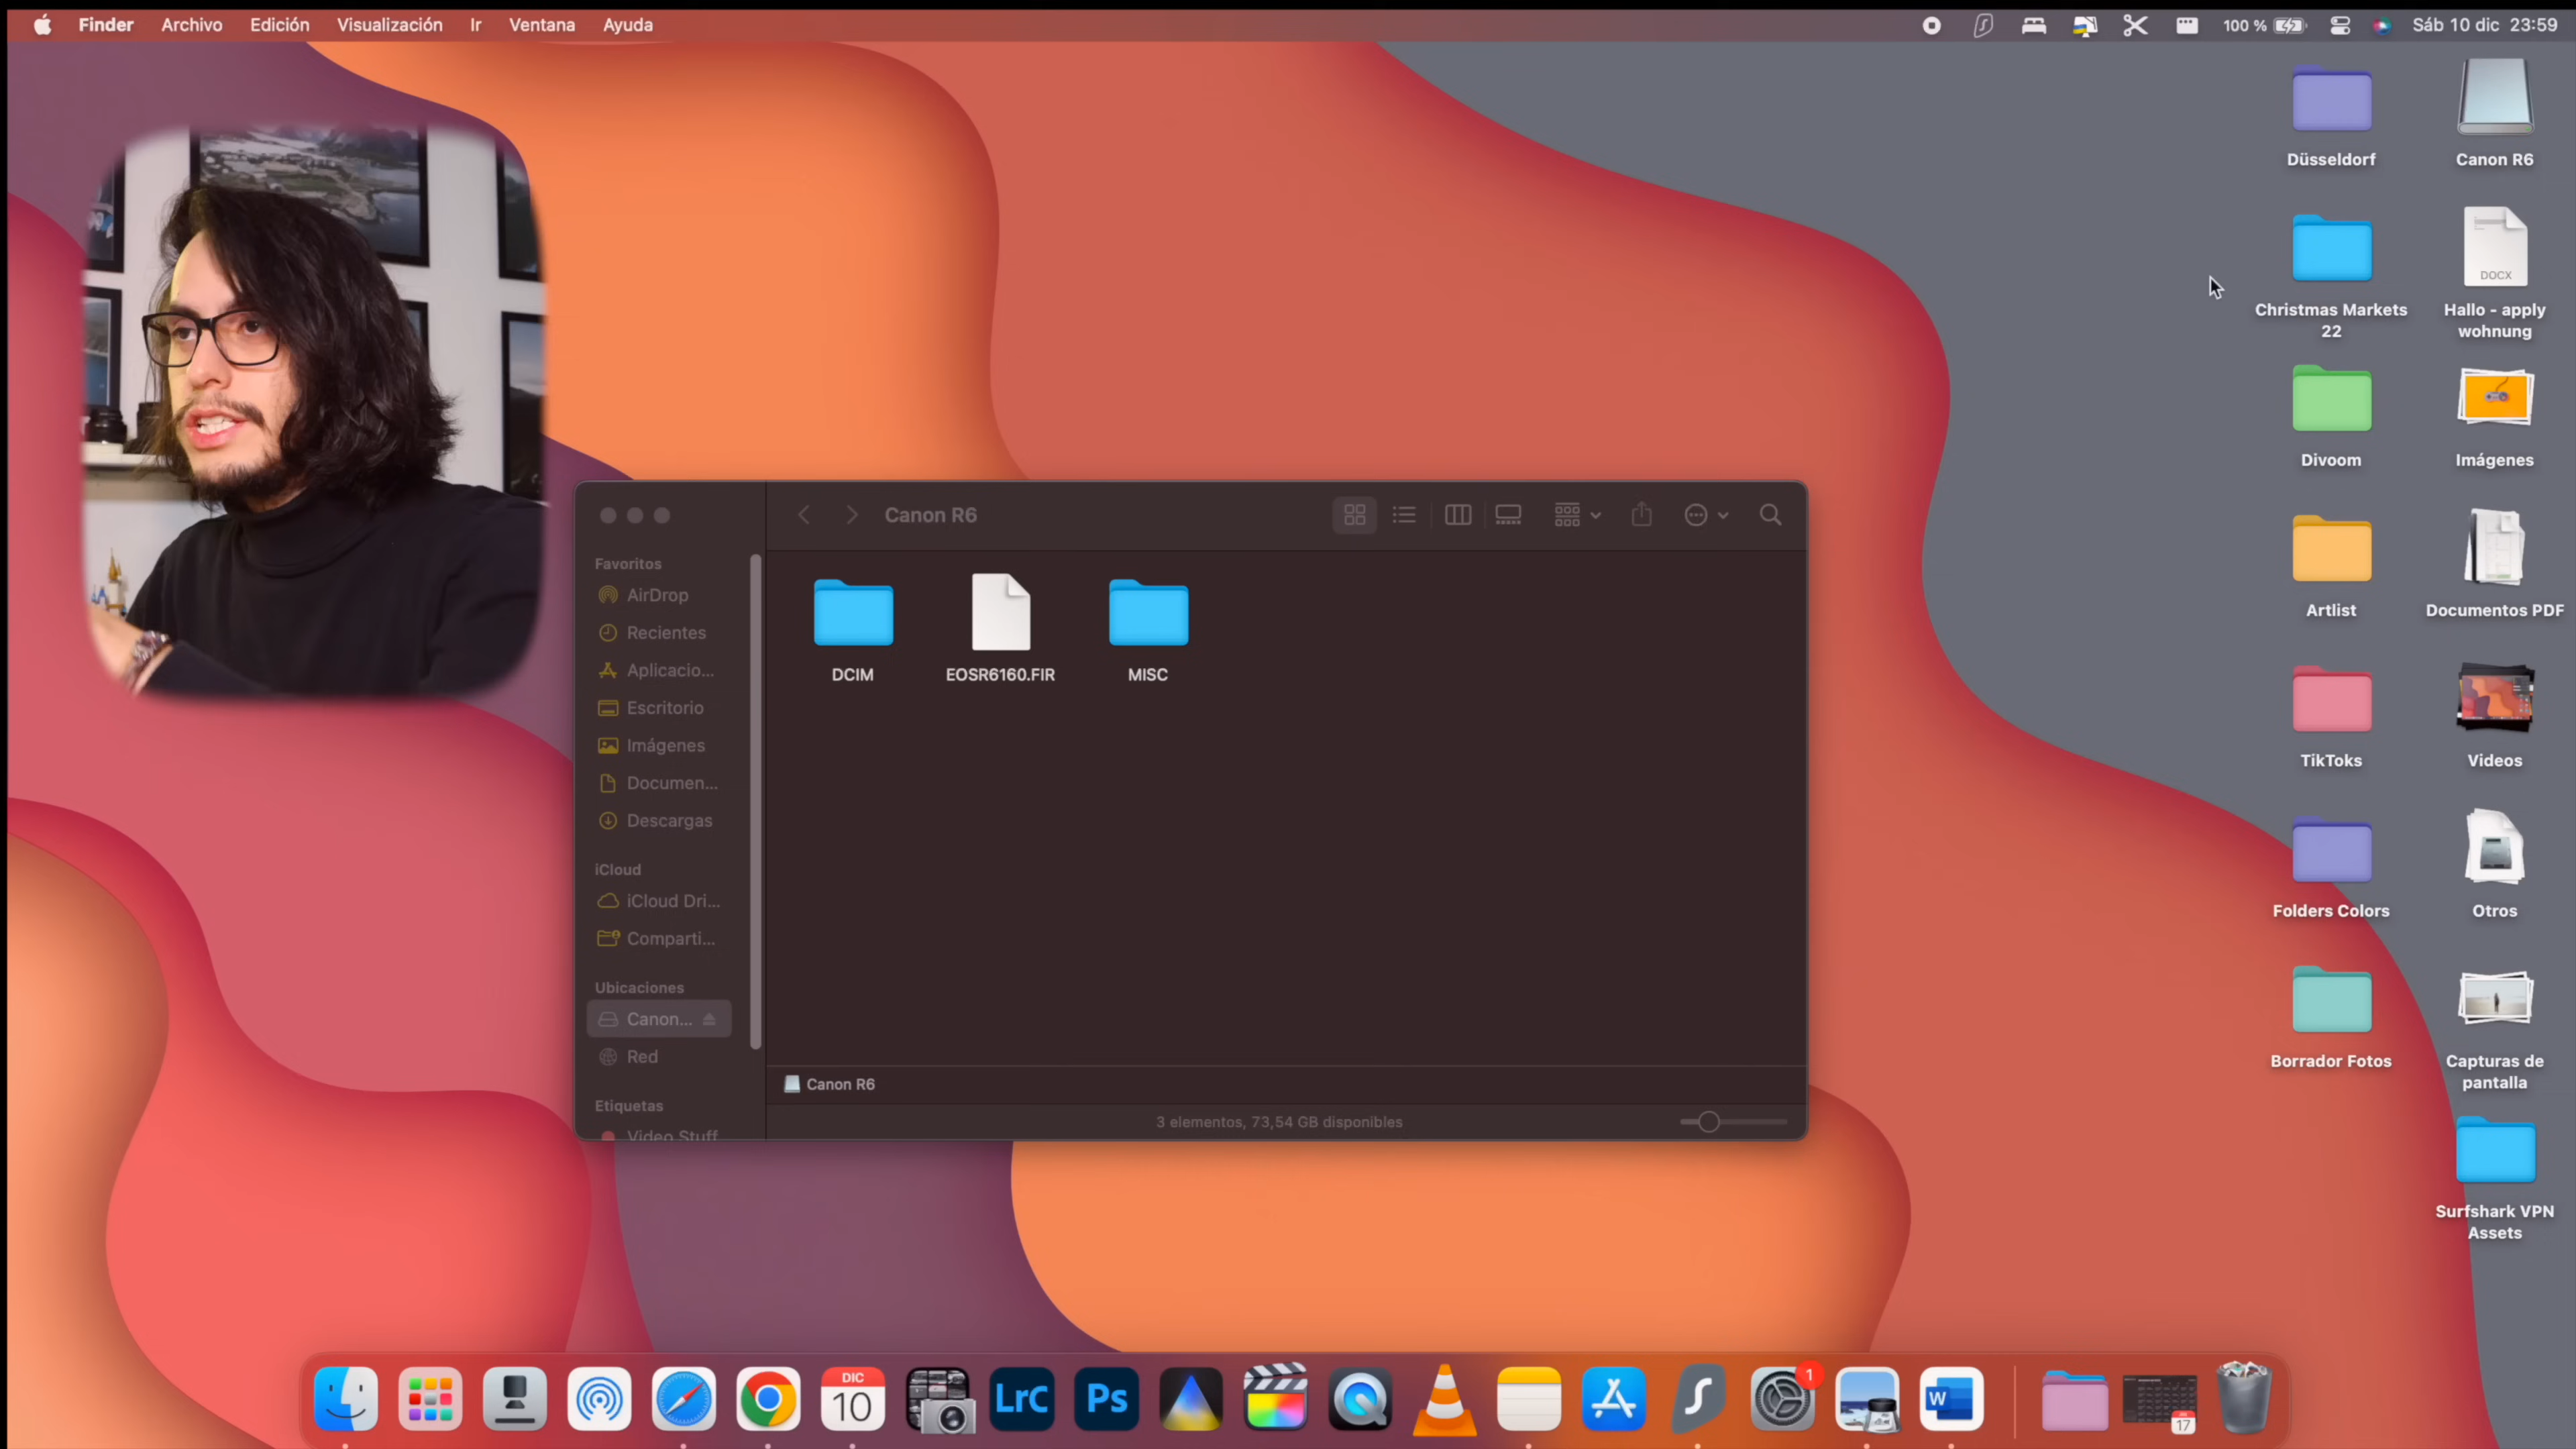 Finder Archivo Edición Visualización Ir Ventana Ayuda
100 % Sáb 10 dic 23:59
Düsseldorf
Canon R6
Christmas Markets
22
DOCX
Hallo - apply
wohnung
Divoom
Imágenes
Artlist
Documentos PDF
TikToks
Videos
Folders Colors
Otros
Borrador Fotos
Capturas de
pantalla
Surfshark VPN
Assets
Canon R6
Favoritos
AirDrop
Recientes
Aplicacio...
Escritorio
Imágenes
Documen...
Descargas
iCloud
iCloud Dri...
Comparti...
Ubicaciones
Canon...
Red
Etiquetas
Video Stuff
DCIM
EOSR6160.FIR
MISC
Canon R6
3 elementos, 73,54 GB disponibles
DIC
10
LrC
Ps
1
W
17